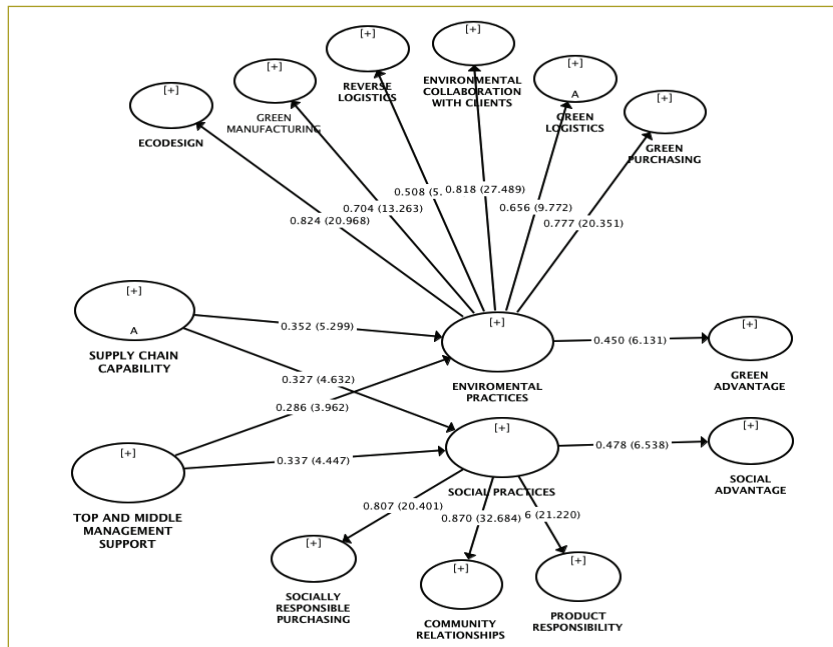 [+]
[+]
[+]
[+]
[+]
A
[+]
ECODESIGN
GREEN
MANUFACTURING
REVERSE
LOGISTICS
ENVIRONMENTAL
COLLABORATION
WITH CLIENTS
GREEN
LOGISTICS
GREEN
PURCHASING
0.824 (20.968)
0.704 (13.263)
0.508 (5.
0.818 (27.489)
0.656 (9.772)
0.777 (20.351)
[+]
A
SUPPLY CHAIN
CAPABILITY
0.352 (5.299)
0.327 (4.632)
0.286 (3.962)
0.337 (4.447)
[+]
TOP AND MIDDLE
MANAGEMENT
SUPPORT
[+]
ENVIROMENTAL
PRACTICES
0.450 (6.131)
[+]
GREEN
ADVANTAGE
[+]
SOCIAL PRACTICES
0.478 (6.538)
[+]
SOCIAL
ADVANTAGE
0.807 (20.401)
0.870 (32.684)
6 (21.220)
[+]
SOCIALLY
RESPONSIBLE
PURCHASING
[+]
COMMUNITY
RELATIONSHIPS
[+]
PRODUCT
RESPONSIBILITY